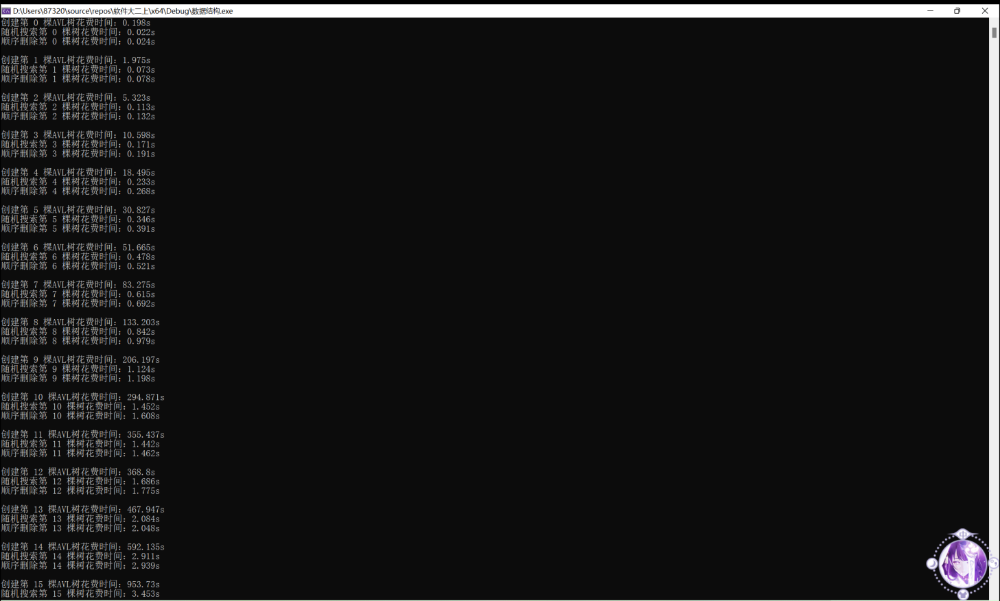 D:\Users\87320\source\repos\软件大二上\x64\Debug\数据结构.exe
创建第 0 棵AVL树花费时间: 0.198s
随机搜索第 0 棵树花费时间: 0.022s
顺序删除第 0 棵树花费时间: 0.024s
创建第 1 棵AVL树花费时间: 1.975s
随机搜索第 1 棵树花费时间: 0.073s
顺序删除第 1 棵树花费时间: 0.078s
创建第 2 棵AVL树花费时间: 5.323s
随机搜索第 2 棵树花费时间: 0.113s
顺序删除第 2 棵树花费时间: 0.132s
创建第 3 棵AVL树花费时间: 10.598s
随机搜索第 3 棵树花费时间: 0.171s
顺序删除第 3 棵树花费时间: 0.191s
创建第 4 棵AVL树花费时间: 18.495s
随机搜索第 4 棵树花费时间: 0.233s
顺序删除第 4 棵树花费时间: 0.268s
创建第 5 棵AVL树花费时间: 30.827s
随机搜索第 5 棵树花费时间: 0.346s
顺序删除第 5 棵树花费时间: 0.391s
创建第 6 棵AVL树花费时间: 51.665s
随机搜索第 6 棵树花费时间: 0.478s
顺序删除第 6 棵树花费时间: 0.521s
创建第 7 棵AVL树花费时间: 83.275s
随机搜索第 7 棵树花费时间: 0.615s
顺序删除第 7 棵树花费时间: 0.692s
创建第 8 棵AVL树花费时间: 133.203s
随机搜索第 8 棵树花费时间: 0.842s
顺序删除第 8 棵树花费时间: 0.979s
创建第 9 棵AVL树花费时间: 206.197s
随机搜索第 9 棵树花费时间: 1.124s
顺序删除第 9 棵树花费时间: 1.198s
创建第 10 棵AVL树花费时间: 294.871s
随机搜索第 10 棵树花费时间: 1.452s
顺序删除第 10 棵树花费时间: 1.608s
创建第 11 棵AVL树花费时间: 355.437s
随机搜索第 11 棵树花费时间: 1.442s
顺序删除第 11 棵树花费时间: 1.462s
创建第 12 棵AVL树花费时间: 368.8s
随机搜索第 12 棵树花费时间: 1.686s
顺序删除第 12 棵树花费时间: 1.775s
创建第 13 棵AVL树花费时间: 467.947s
随机搜索第 13 棵树花费时间: 2.084s
顺序删除第 13 棵树花费时间: 2.048s
创建第 14 棵AVL树花费时间: 592.135s
随机搜索第 14 棵树花费时间: 2.911s
顺序删除第 14 棵树花费时间: 2.939s
创建第 15 棵AVL树花费时间: 953.73s
随机搜索第 15 棵树花费时间: 3.453s
中